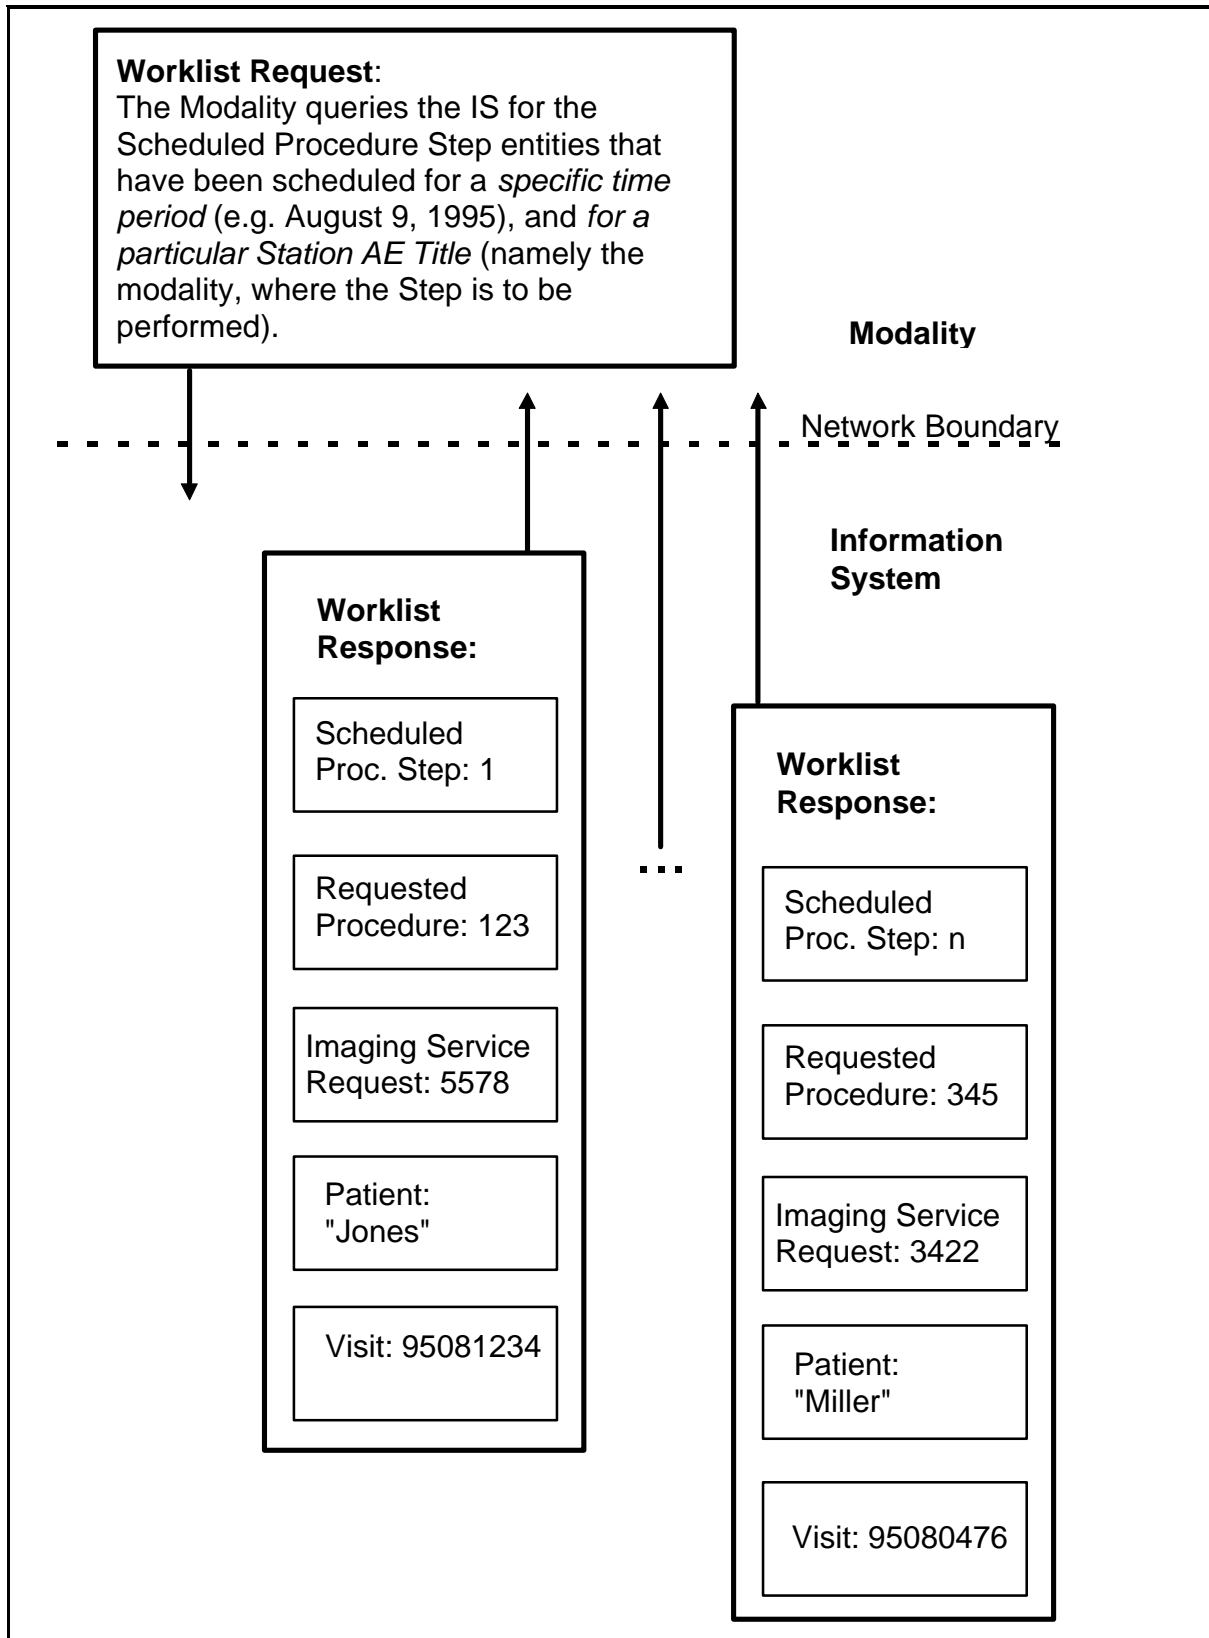 Worklist Request:
The Modality queries the IS for the
Scheduled Procedure Step entities that
have been scheduled for a specific time
period (e.g. August 9, 1995), and for a
particular Station AE Title (namely the
modality, where the Step is to be
performed).
Modality
Network Boundary
Information
System
Worklist
Response:
Scheduled
Proc. Step: 1
Requested
Procedure: 123
Imaging Service
Request: 5578
Patient:
"Jones"
Visit: 95081234
...
Worklist
Response:
Scheduled
Proc. Step: n
Requested
Procedure: 345
Imaging Service
Request: 3422
Patient:
"Miller"
Visit: 95080476